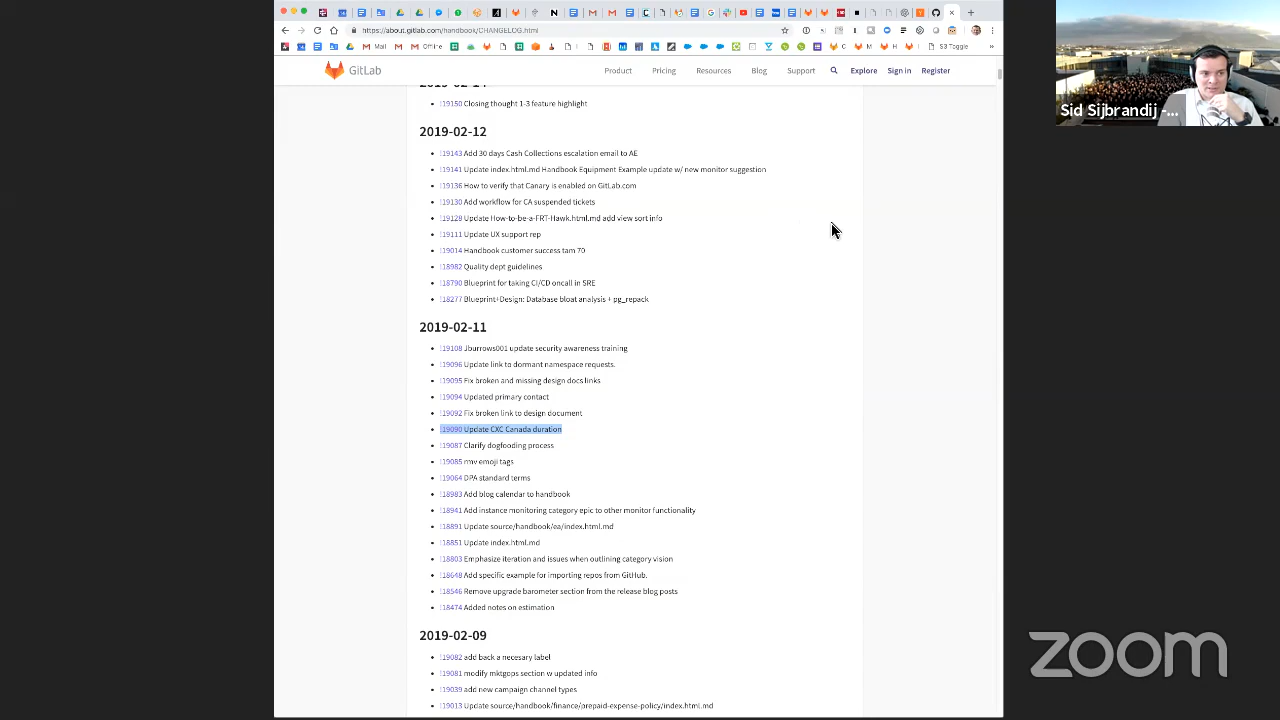 Mail
Offline
C
M
H
I
S3 Toggle
https://about.gitlab.com/handbook/CHANGELOG.html
GitLab
Product
Pricing
Resources
Blog
Support
Explore
Sign in
Register
!19150 Closing thought 1-3 feature highlight
2019-02-12
!19143 Add 30 days Cash Collections escalation email to AE
!19141 Update index.html.md Handbook Equipment Example update w/ new monitor suggestion
!19136 How to verify that Canary is enabled on GitLab.com
!19130 Add workflow for CA suspended tickets
!19128 Update How-to-be-a-FRT-Hawk.html.md add view sort info
!19111 Update UX support rep
!19014 Handbook customer success tam 70
!18982 Quality dept guidelines
!18790 Blueprint for taking CI/CD oncall in SRE
!18277 Blueprint+Design: Database bloat analysis + pg_repack
2019-02-11
!19108 Jburrows001 update security awareness training
!19096 Update link to dormant namespace requests.
!19095 Fix broken and missing design docs links
!19094 Updated primary contact
!19092 Fix broken link to design document
!19090 Update CXC Canada duration
!19087 Clarify dogfooding process
!19085 rmv emoji tags
!19064 DPA standard terms
!18983 Add blog calendar to handbook
!18941 Add instance monitoring category epic to other monitor functionality
!18891 Update source/handbook/ea/index.html.md
!18851 Update index.html.md
!18803 Emphasize iteration and issues when outlining category vision
!18648 Add specific example for importing repos from GitHub.
!18546 Remove upgrade barometer section from the release blog posts
!18474 Added notes on estimation
2019-02-09
!19082 add back a necesary label
!19081 modify mktgops section w updated info
!19039 add new campaign channel types
!19013 Update source/handbook/finance/prepaid-expense-policy/index.html.md
Sid Sijbrandij -...
zoom